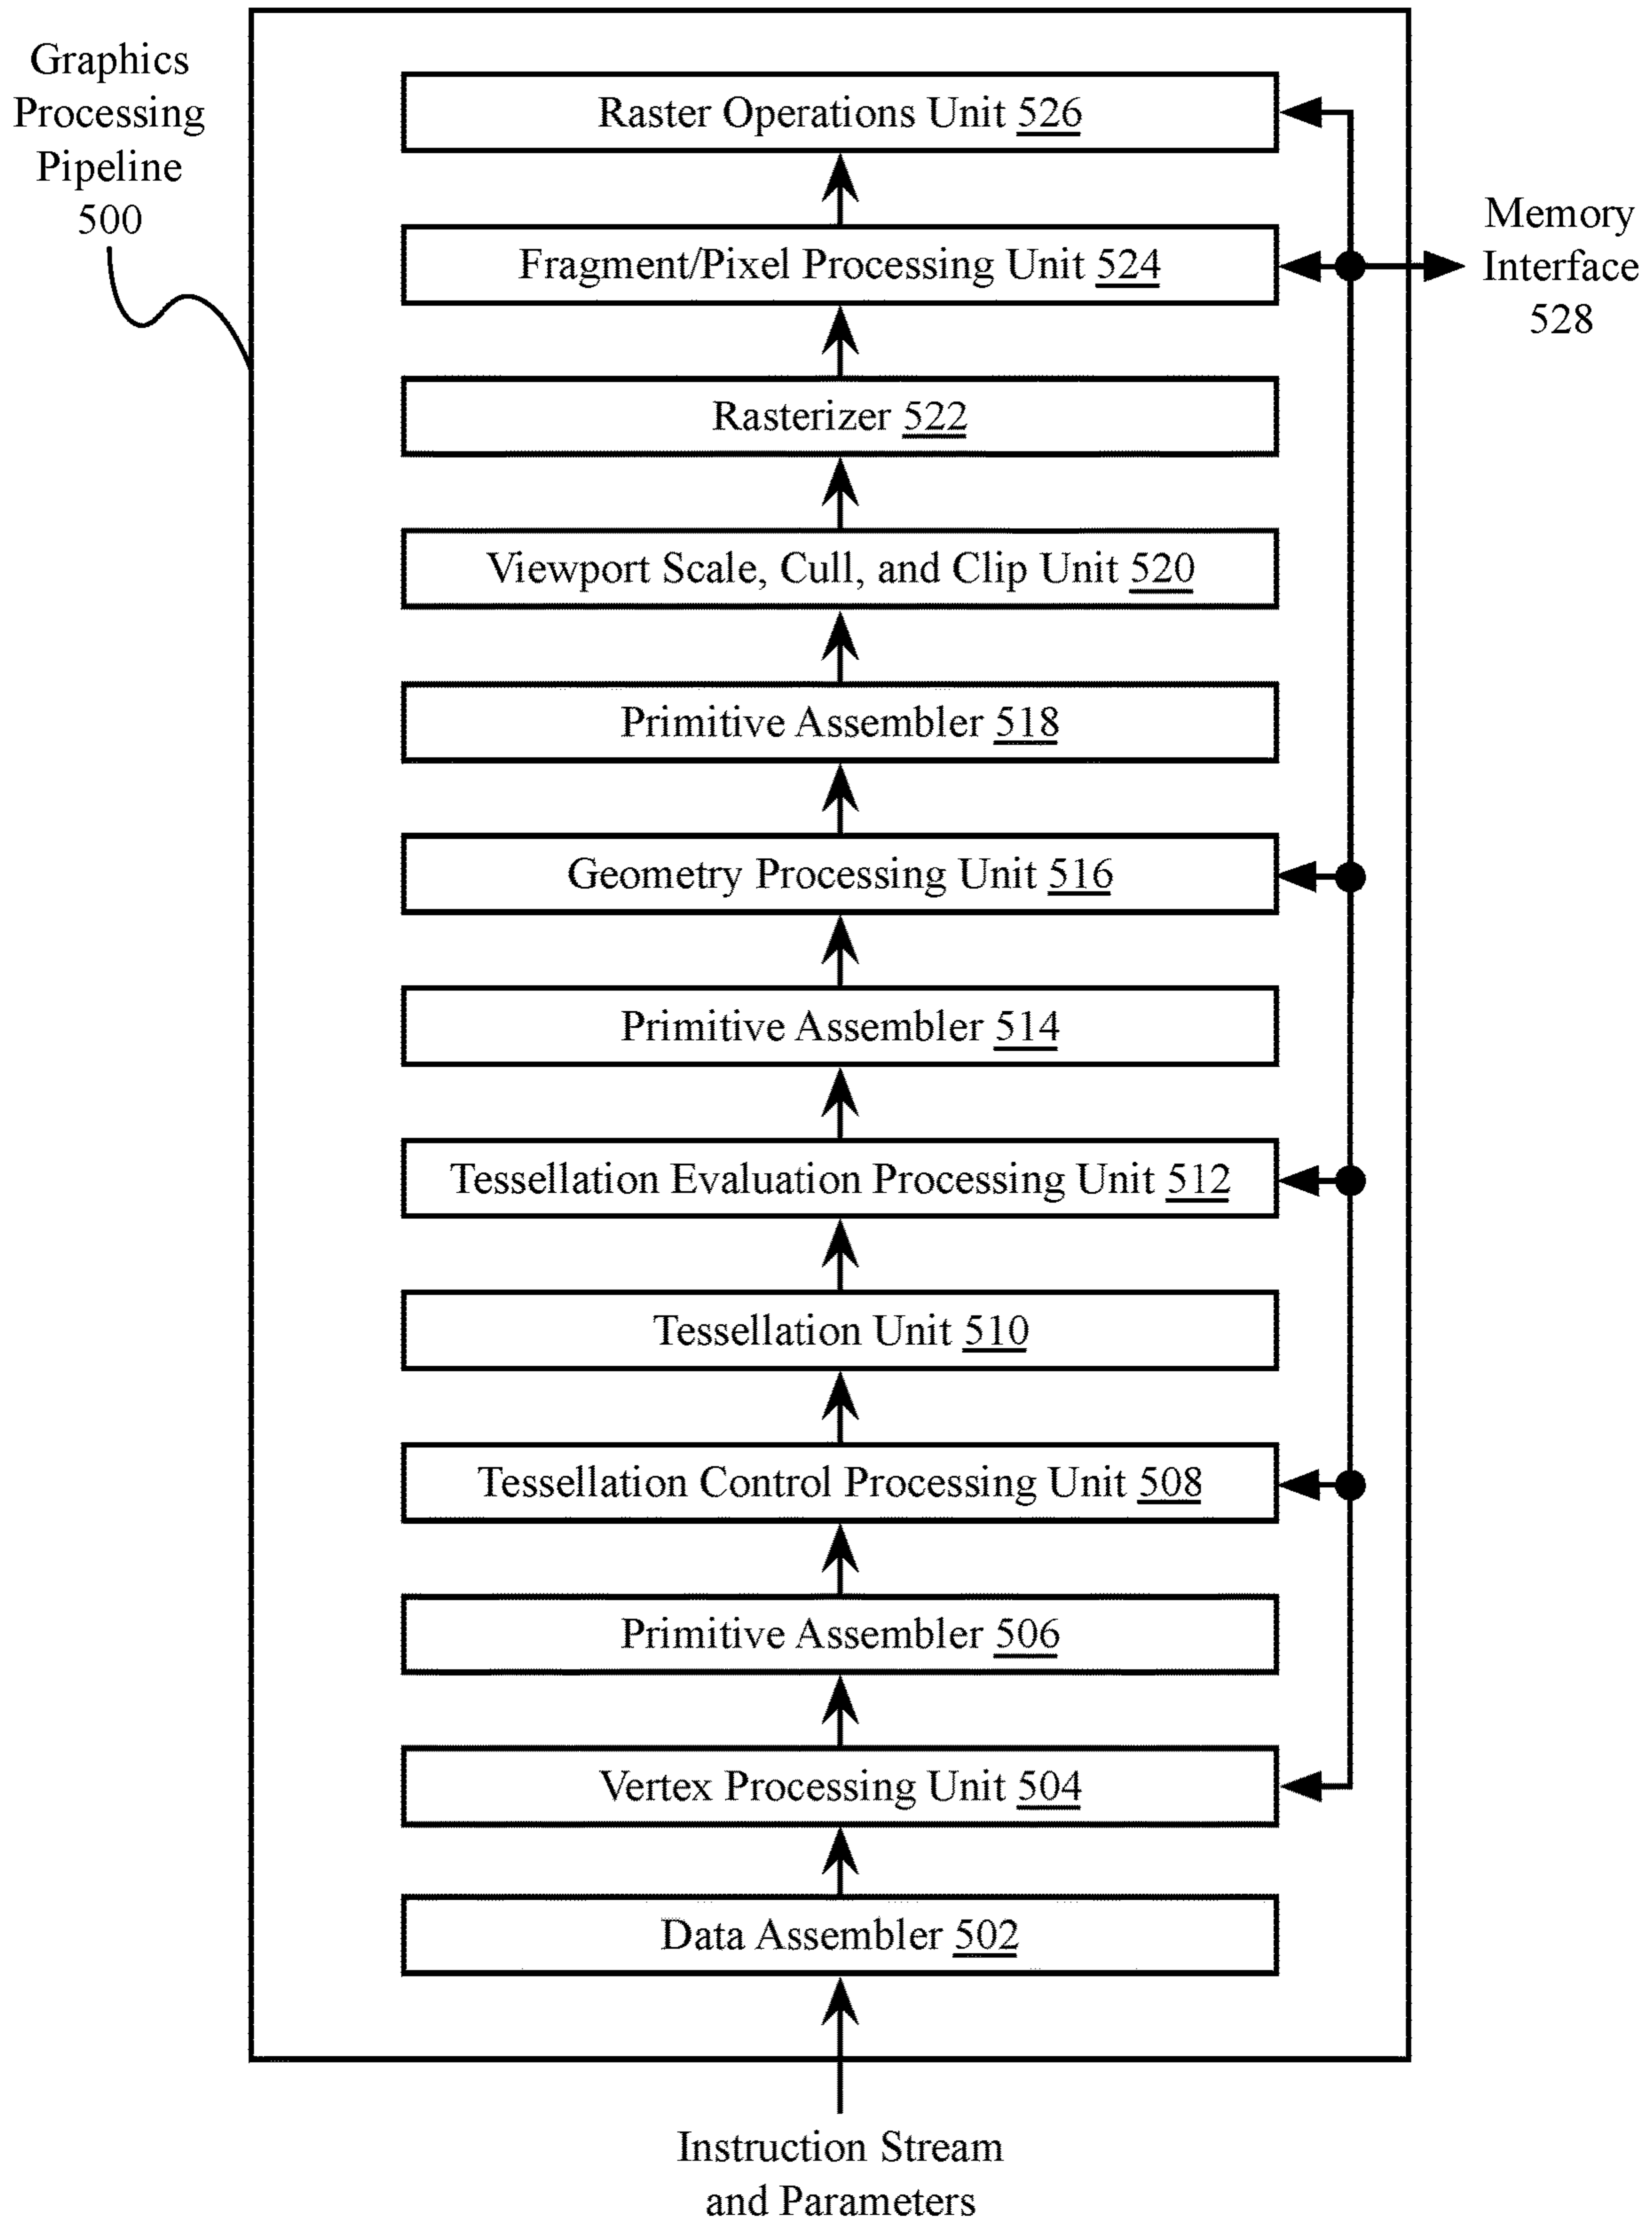 Graphics
Processing
Pipeline
500
Raster Operations Unit 526
Fragment/Pixel Processing Unit 524
Memory
Interface
528
Rasterizer 522
Viewport Scale, Cull, and Clip Unit 520
Primitive Assembler 518
Geometry Processing Unit 516
Primitive Assembler 514
Tessellation Evaluation Processing Unit 512
Tessellation Unit 510
Tessellation Control Processing Unit 508
Primitive Assembler 506
Vertex Processing Unit 504
Data Assembler 502
Instruction Stream
and Parameters